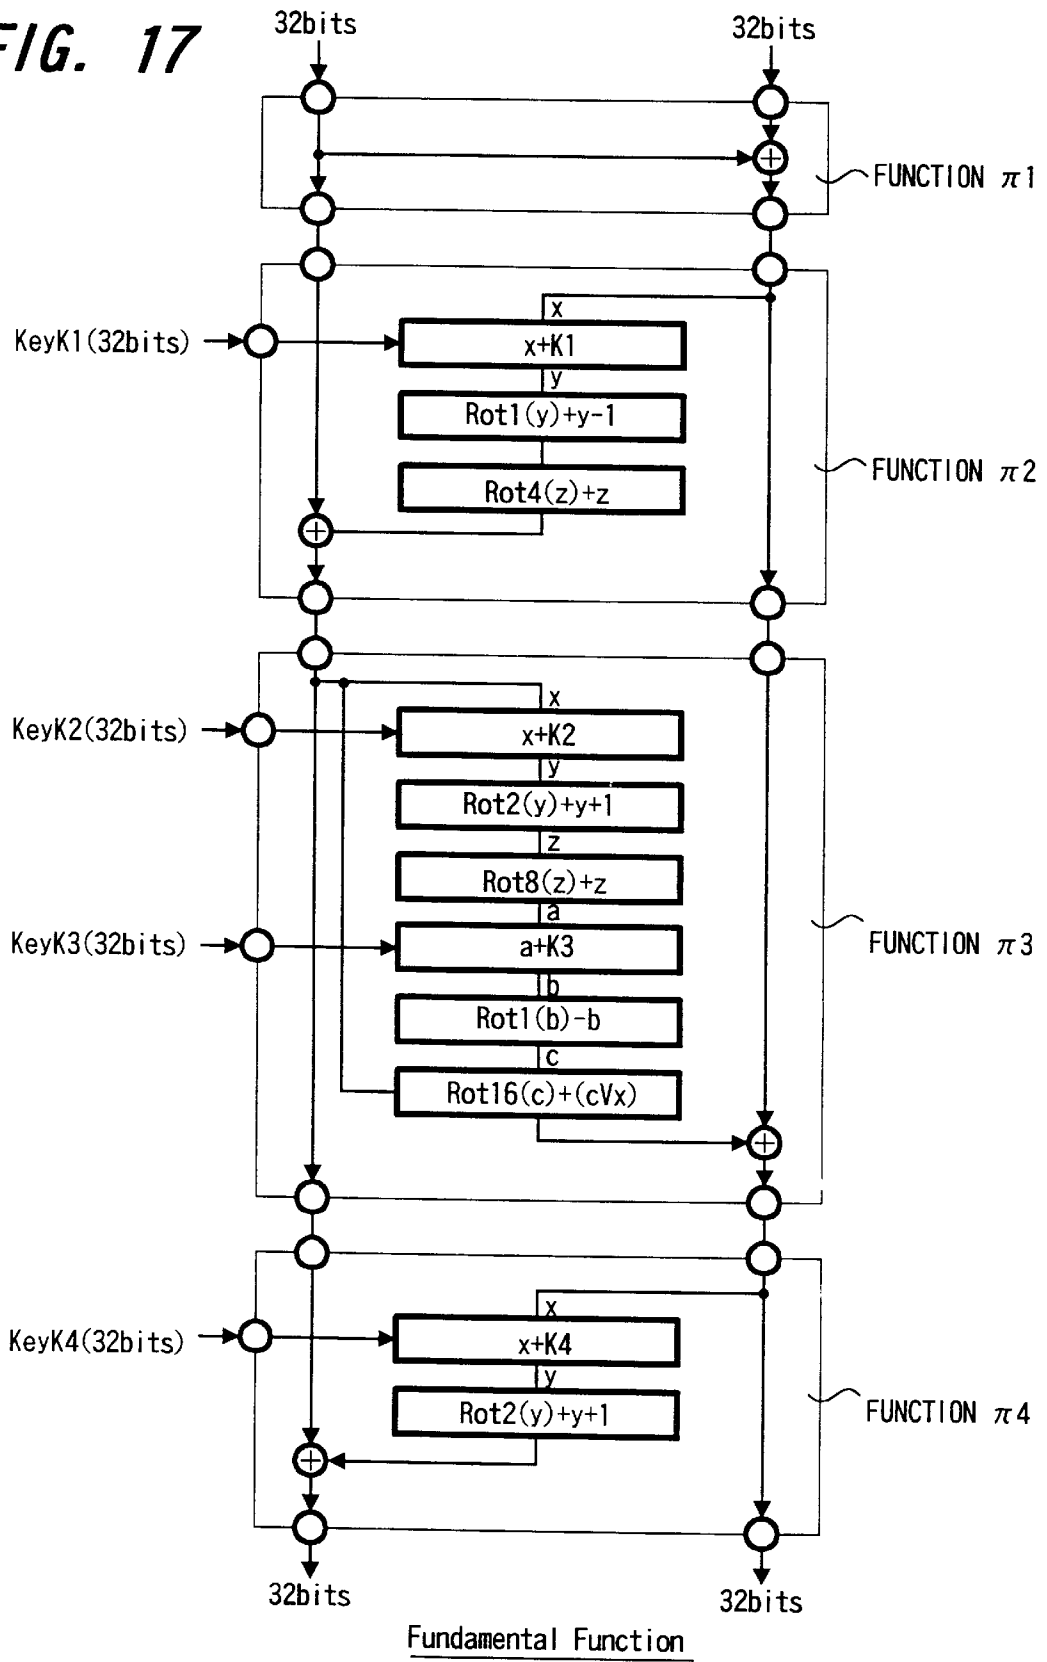 FIG. 17
32bits
32bits
FUNCTION π1
x
KeyK1(32bits)
x+K1
y
Rot1(y)+y-1
FUNCTION π2
Rot4(z)+z
x
KeyK2(32bits)
x+K2
y
Rot2(y)+y+1
z
Rot8(z)+z
a
KeyK3(32bits)
a+K3
FUNCTION π3
b
Rot1(b)-b
c
Rot16(c)+(cVx)
x
KeyK4(32bits)
x+K4
y
Rot2(y)+y+1
FUNCTION π4
32bits
32bits
Fundamental Function